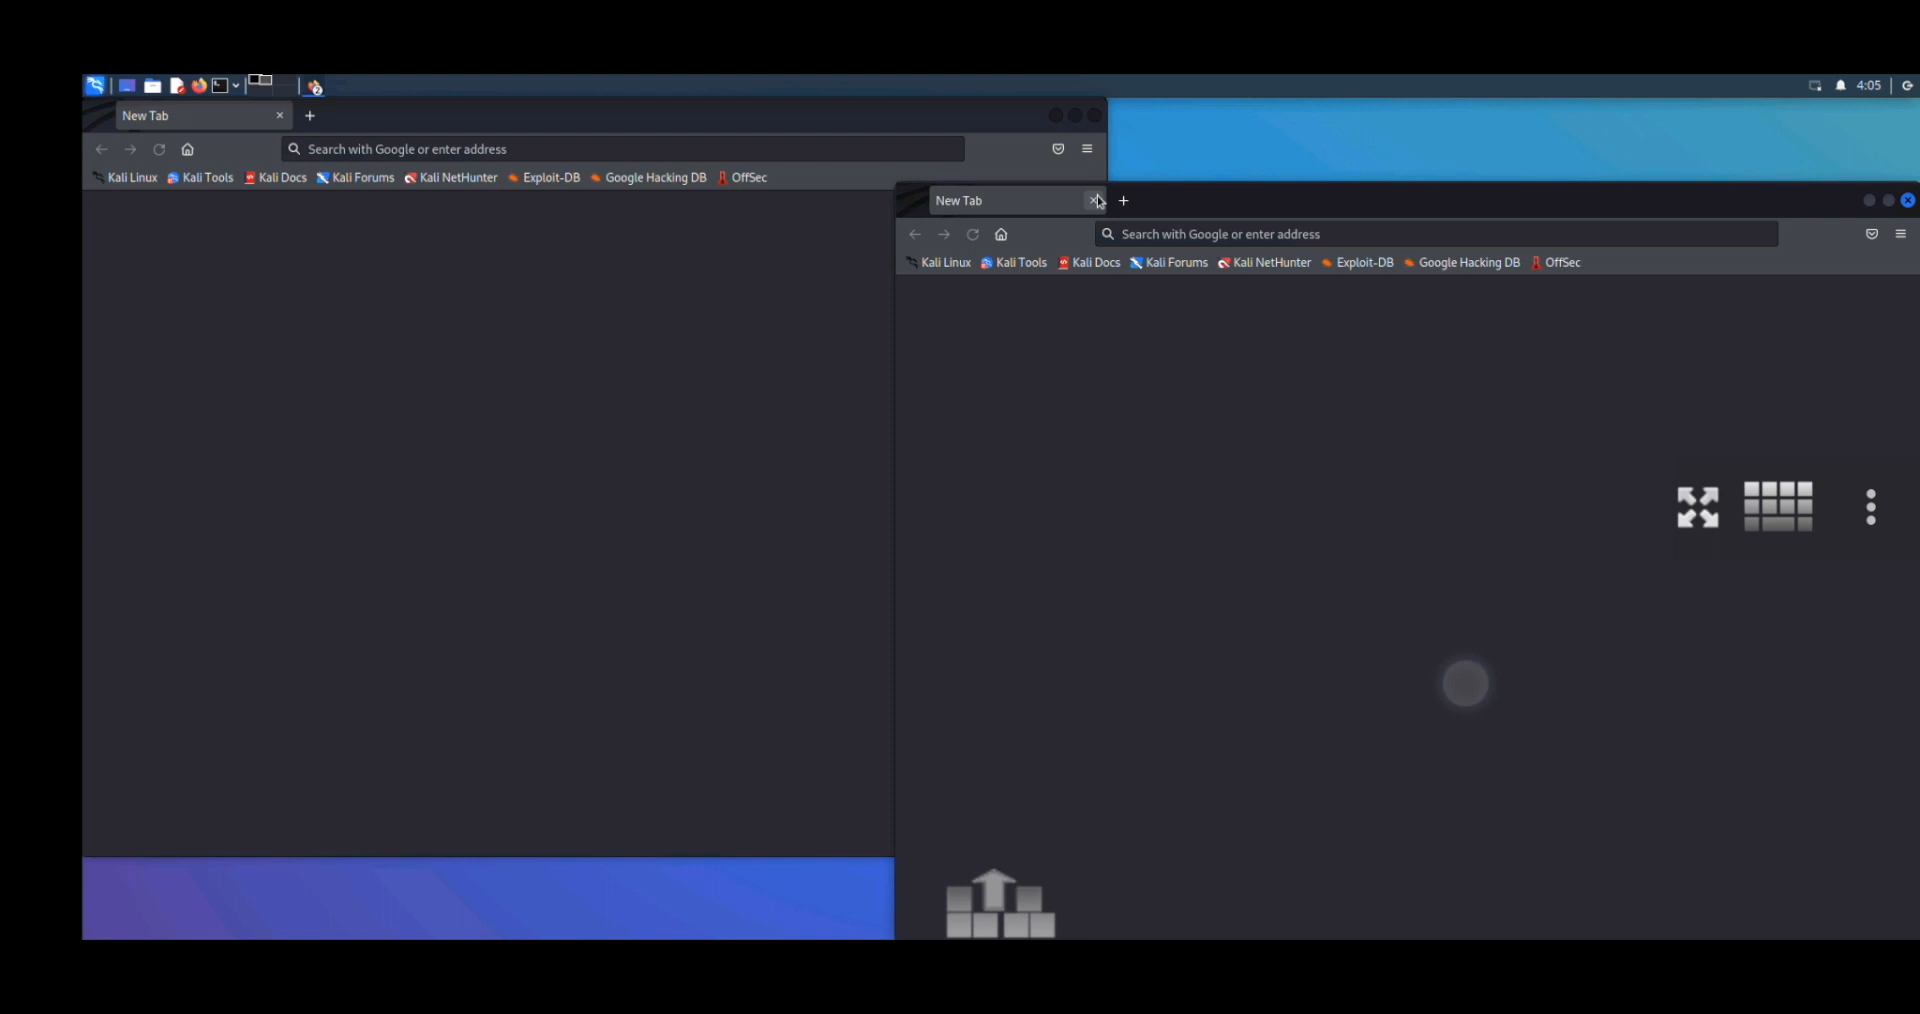 4:05
New Tab
Search with Google or enter address
Kali Linux Kali Tools Kali Docs Kali Forums Kali NetHunter Exploit-DB Google Hacking DB OffSec
New Tab
Search with Google or enter address
Kali Linux Kali Tools Kali Docs Kali Forums Kali NetHunter Exploit-DB Google Hacking DB OffSec